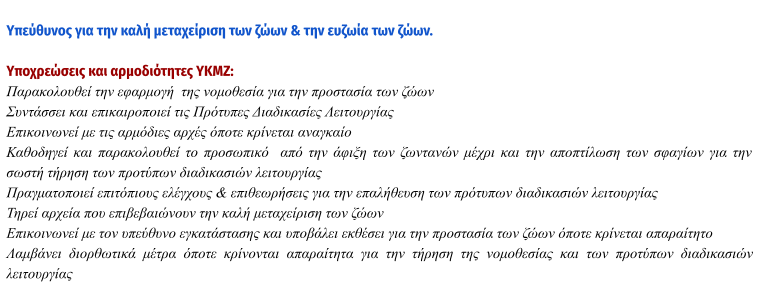 Υπεύθυνος για την καλή μεταχείριση των ζώων & την ευζωία των ζώων.
Υποχρεώσεις και αρμοδιότητες ΥΚΜΖ:
Παρακολουθεί την εφαρμογή της νομοθεσία για την προστασία των ζώων
Συντάσσει και επικαιροποιεί τις Πρότυπες Διαδικασίες Λειτουργίας
Επικοινωνεί με τις αρμόδιες αρχές όποτε κρίνεται αναγκαίο
Καθοδηγεί και παρακολουθεί το προσωπικό από την άφιξη των ζωντανών μέχρι και την αποπτίλωση των σφαγίων για την
σωστή τήρηση των προτύπων διαδικασιών λειτουργίας
Πραγματοποιεί επιτόπιους ελέγχους & επιθεωρήσεις για την επαλήθευση των πρότυπων διαδικασιών λειτουργίας
Τηρεί αρχεία που επιβεβαιώνουν την καλή μεταχείριση των ζώων
Επικοινωνεί με τον υπεύθυνο εγκατάστασης και υποβάλει εκθέσει για την προστασία των ζώων όποτε κρίνεται απαραίτητο
Λαμβάνει διορθωτικά μέτρα όποτε κρίνονται απαραίτητα για την τήρηση της νομοθεσίας και των προτύπων διαδικασιών
λειτουργίας